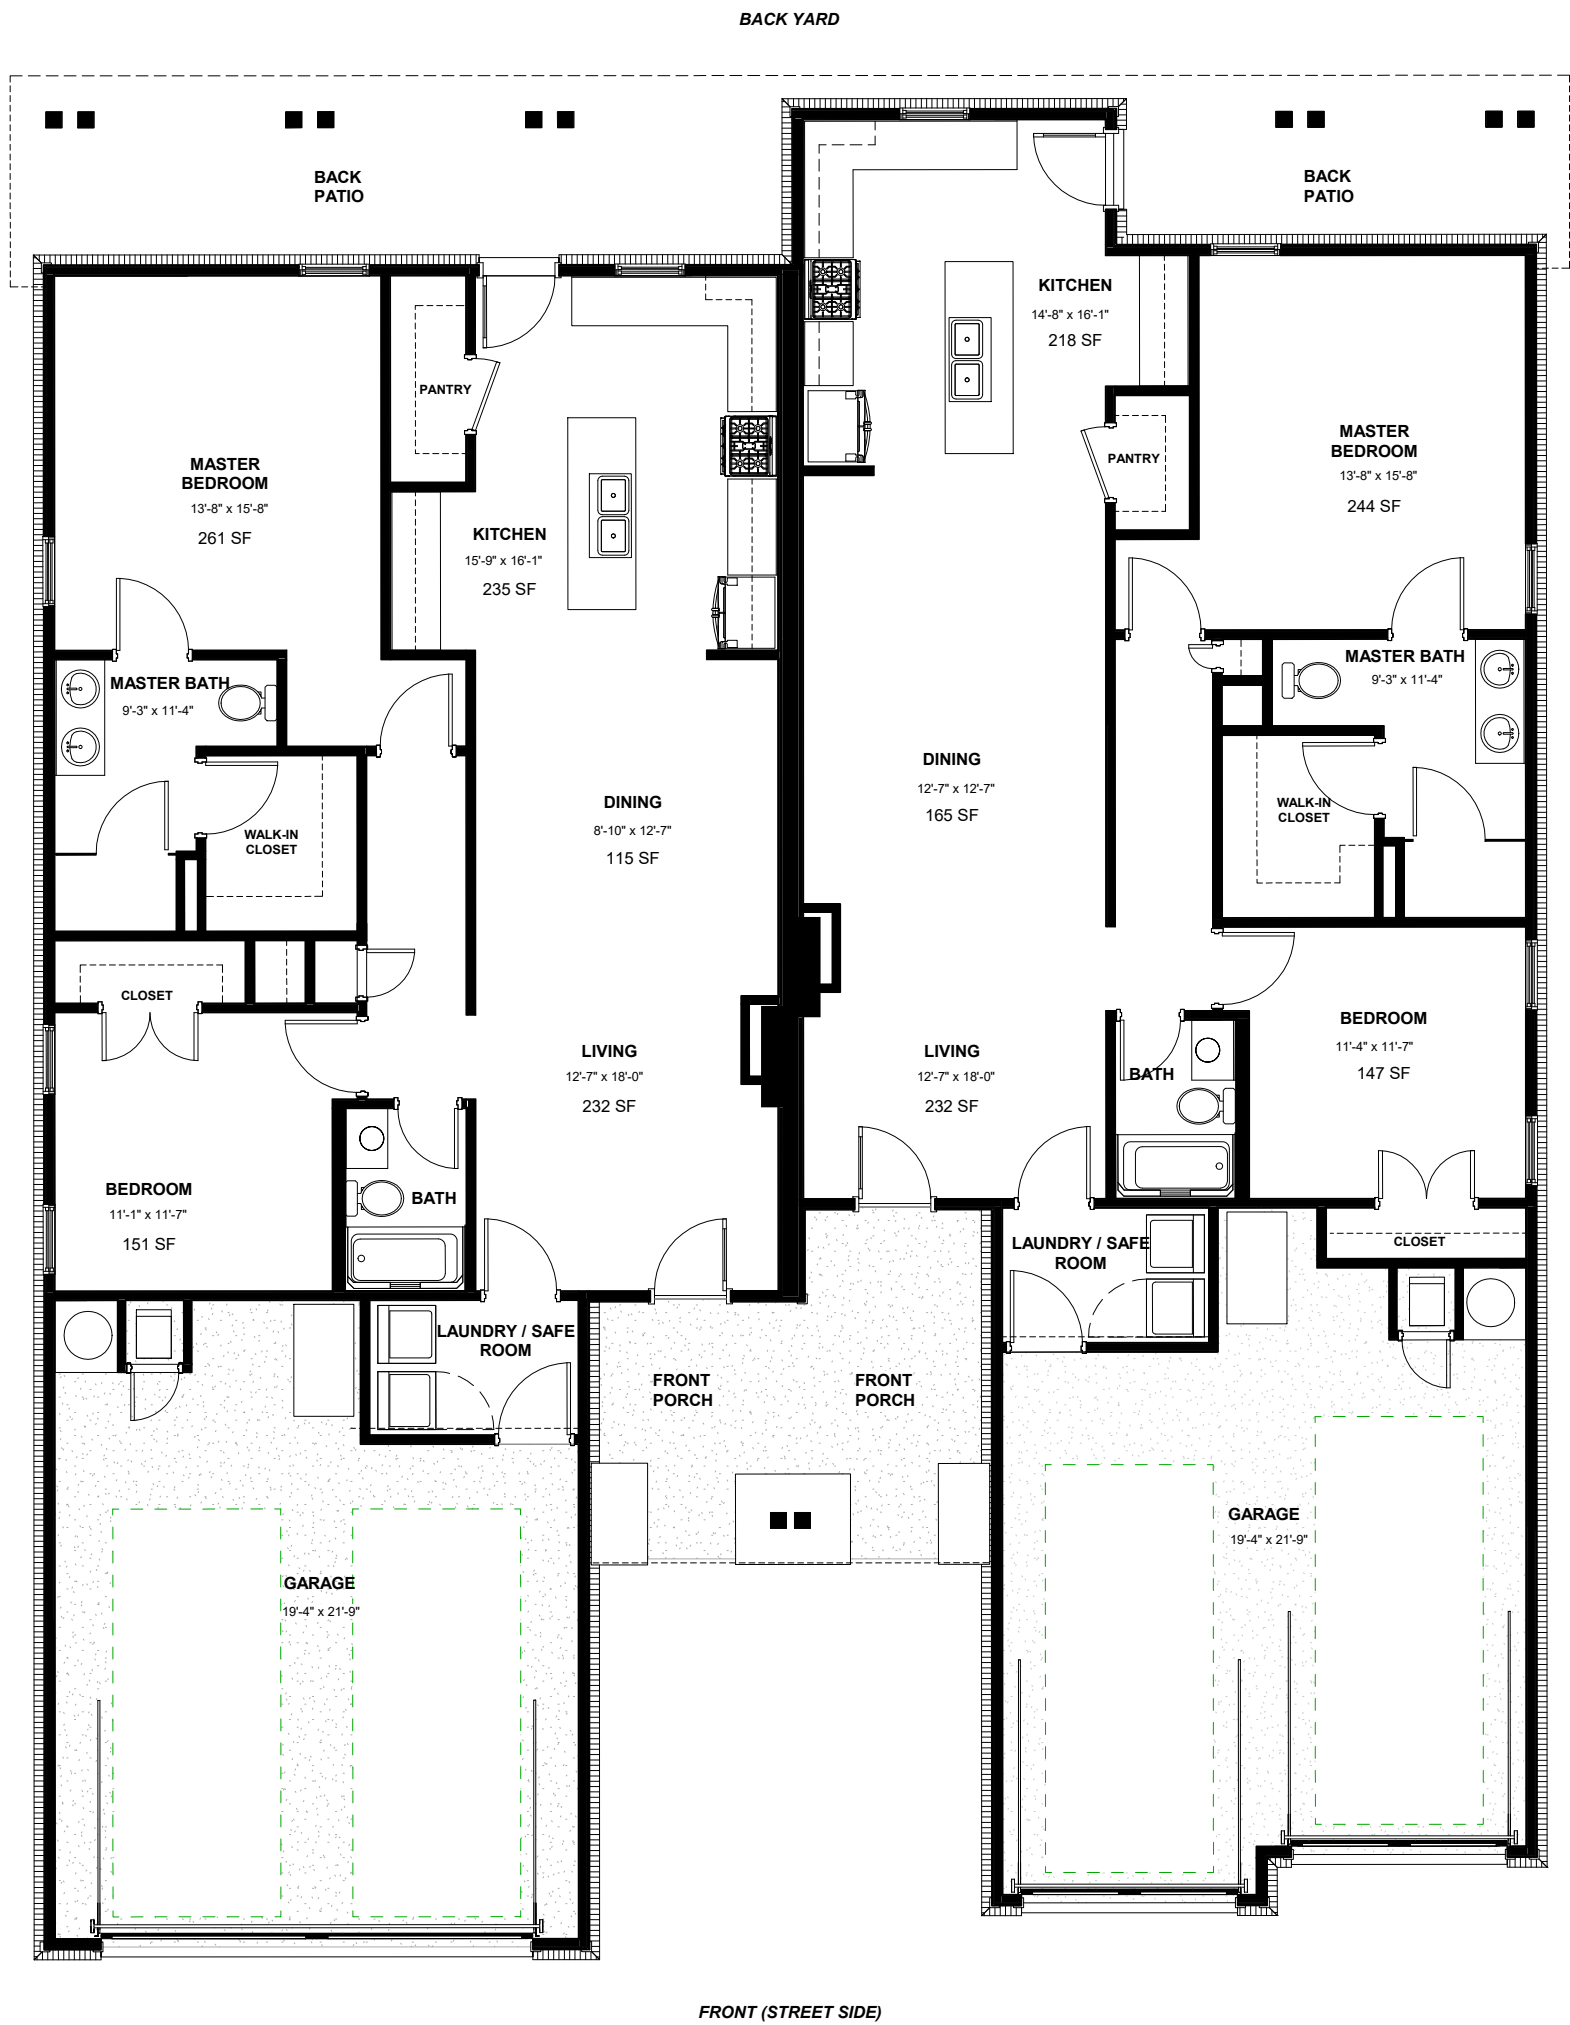 BACK YARD
BACK
PATIO
BACK
PATIO
KITCHEN
14'-8" x 16'-1"
218 SF
PANTRY
MASTER
BEDROOM
13'-8" x 15'-8"
244 SF
PANTRY
MASTER
BEDROOM
13'-8" x 15'-8"
261 SF
KITCHEN
15'-9" x 16'-1"
235 SF
MASTER BATH
9'-3" x 11'-4"
MASTER BATH
9'-3" x 11'-4"
WALK-IN
CLOSET
DINING
8'-10" x 12'-7"
115 SF
DINING
12'-7" x 12'-7"
165 SF
WALK-IN
CLOSET
CLOSET
LIVING
12'-7" x 18'-0"
232 SF
LIVING
12'-7" x 18'-0"
232 SF
BATH
BEDROOM
11'-4" x 11'-7"
147 SF
BEDROOM
11'-1" x 11'-7"
151 SF
BATH
LAUNDRY / SAFE
ROOM
CLOSET
LAUNDRY / SAFE
ROOM
FRONT
PORCH
FRONT
PORCH
GARAGE
19'-4" x 21'-9"
GARAGE
19'-4" x 21'-9"
FRONT (STREET SIDE)